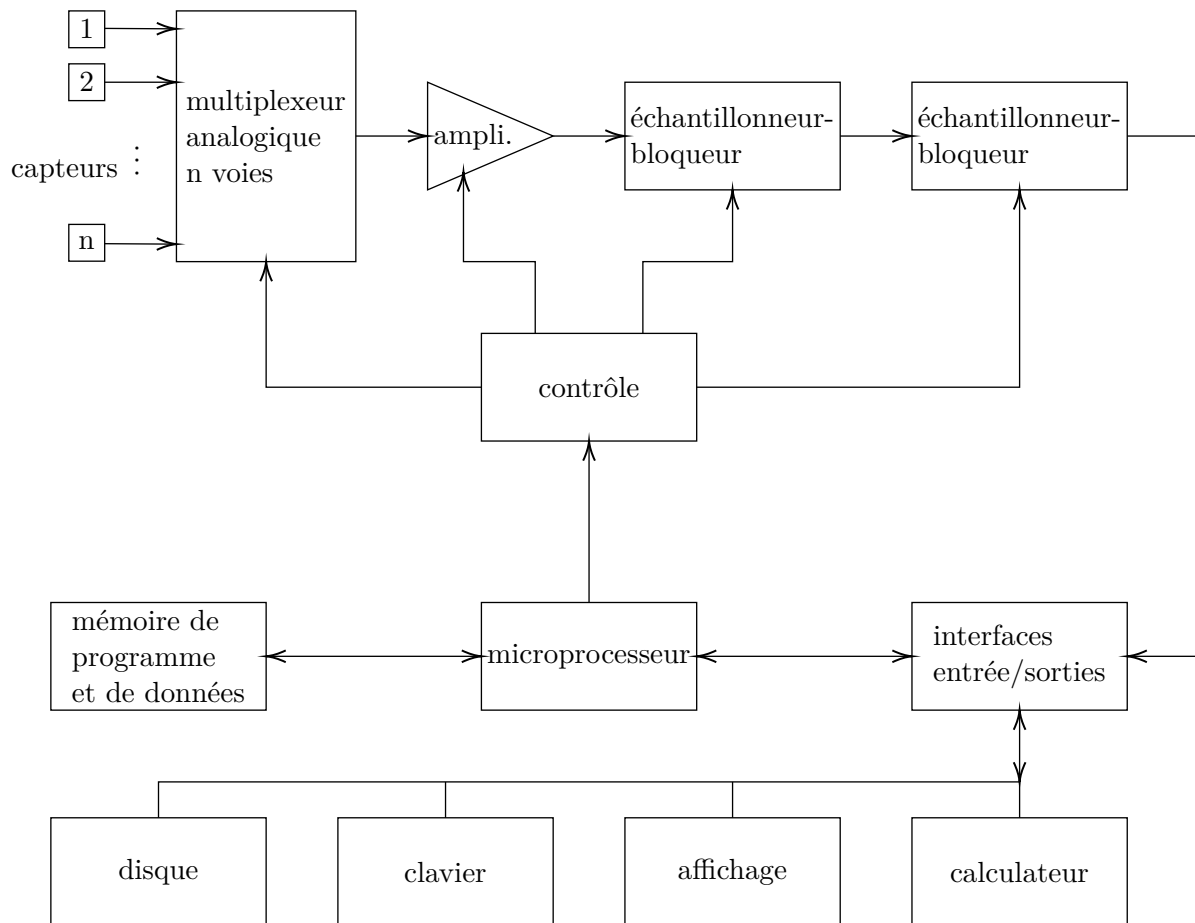 1
2
capteurs ⋮
n
multiplexeur
analogique
n voies
ampli.
échantillonneur-
bloqueur
échantillonneur-
bloqueur
contrôle
mémoire de
programme
et de données
microprocesseur
interfaces
entrée/sorties
disque
clavier
affichage
calculateur